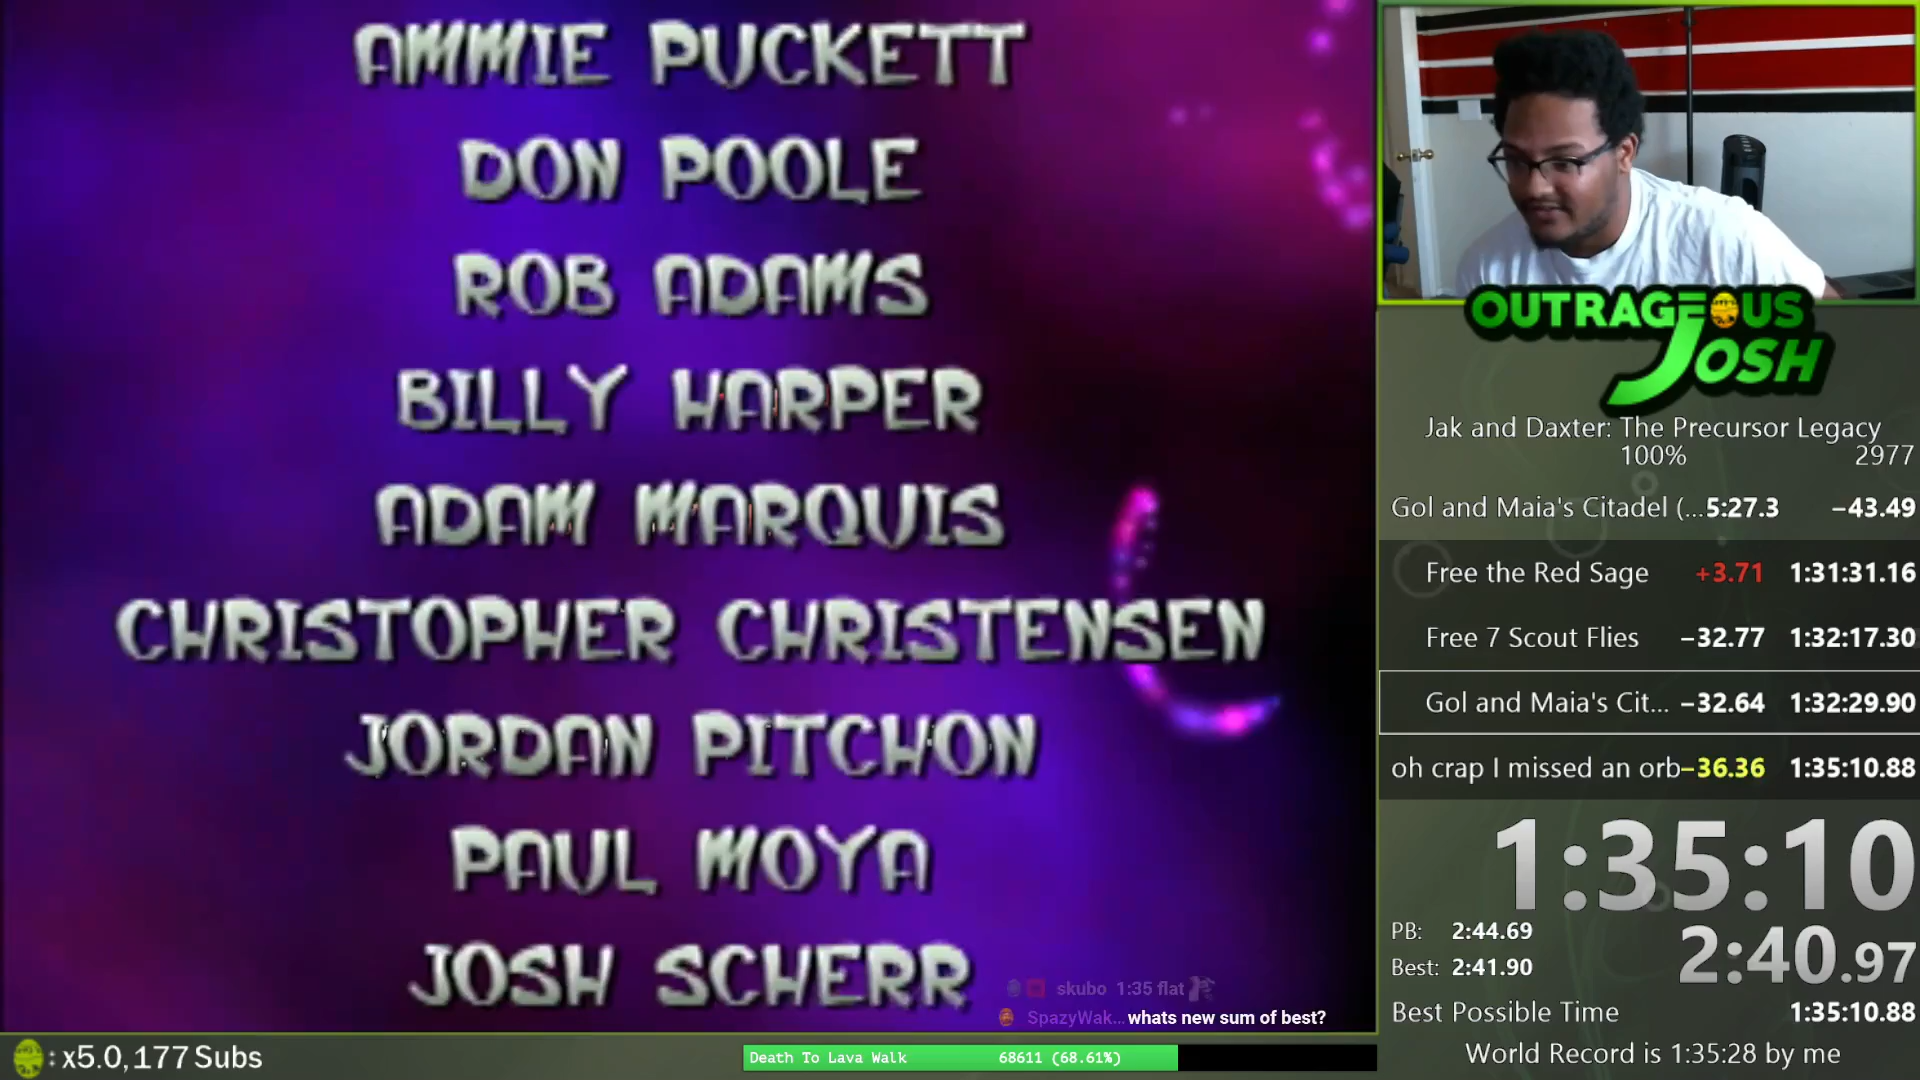 AMMIE PUCKETT
DON POOLE
ROB ADAMS
BILLY HARPER
ADAM MARQUIS
CHRISTOPHER CHRISTENSEN
JORDAN PITCHON
PAUL MOYA
JOSH SCHERR
skubo 1:35 flat
SpazyWak... whats new sum of best?
: x5.0, 177 Subs
Death To Lava Walk 68611 (68.61%)
OUTRAGEOUS
JOSH
Jak and Daxter: The Precursor Legacy
100% 2977
Gol and Maia's Citadel (... 5:27.3 −43.49
Free the Red Sage +3.71 1:31:31.16
Free 7 Scout Flies −32.77 1:32:17.30
Gol and Maia's Cit... −32.64 1:32:29.90
oh crap I missed an orb −36.36 1:35:10.88
1:35:10
PB: 2:44.69
Best: 2:41.90
2:40.97
Best Possible Time 1:35:10.88
World Record is 1:35:28 by me